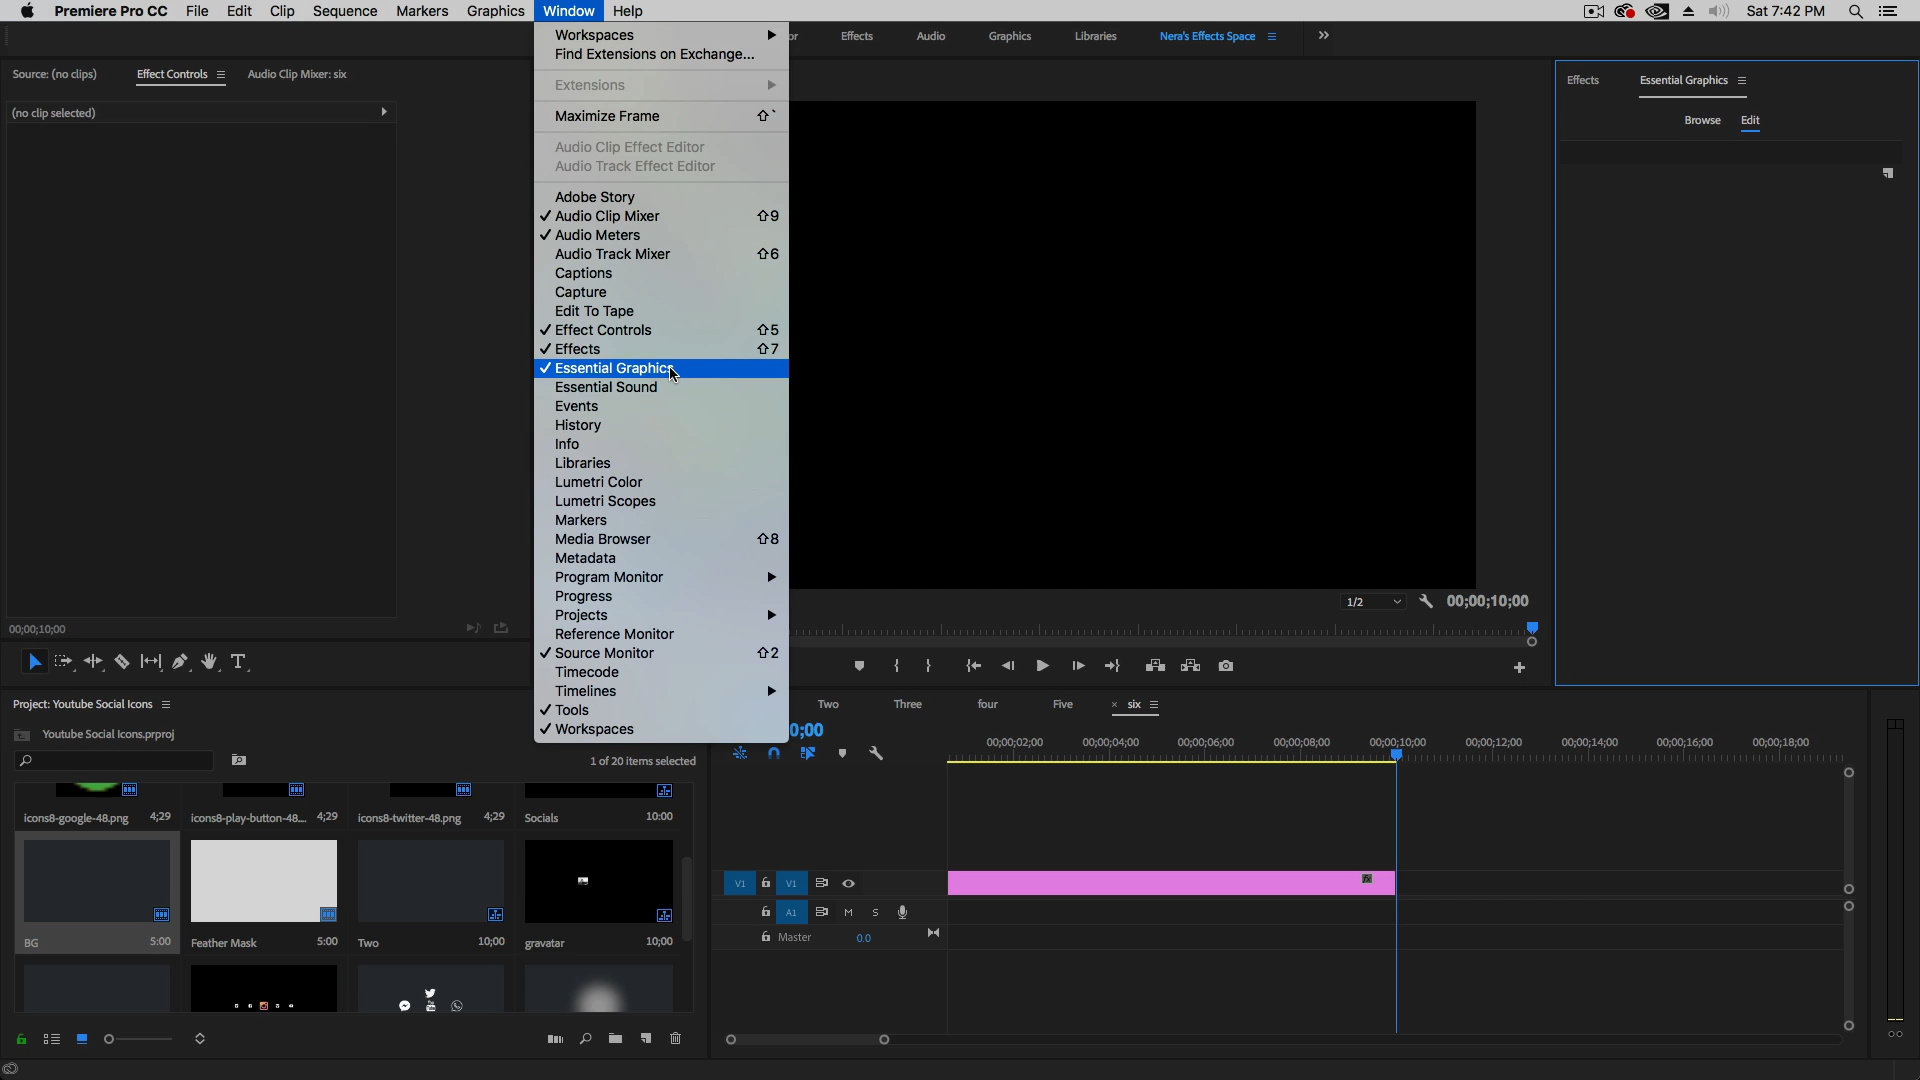 Premiere Pro CC File Edit Clip Sequence Markers Graphics Window Help Sat 7:42 PM
Effects Audio Graphics Libraries Nera's Effects Space
Source: (no clips) Effect Controls Audio Clip Mixer: six
(no clip selected)
00;00;10;00
Workspaces
Find Extensions on Exchange...
Extensions
Maximize Frame ⇧`
Audio Clip Effect Editor
Audio Track Effect Editor
Adobe Story
✓ Audio Clip Mixer ⇧9
✓ Audio Meters
Audio Track Mixer ⇧6
Captions
Capture
Edit To Tape
✓ Effect Controls ⇧5
✓ Effects ⇧7
✓ Essential Graphics
Essential Sound
Events
History
Info
Libraries
Lumetri Color
Lumetri Scopes
Markers
Media Browser ⇧8
Metadata
Program Monitor
Progress
Projects
Reference Monitor
✓ Source Monitor ⇧2
Timecode
Timelines
✓ Tools
✓ Workspaces
1/2 00;00;10;00
Effects Essential Graphics
Browse Edit
Project: Youtube Social Icons
Youtube Social Icons.prproj
1 of 20 items selected
icons8-google-48.png 4;29 icons8-play-button-48... 4;29 icons8-twitter-48.png 4;29 Socials 10:00
BG 5:00 Feather Mask 5:00 Two 10;00 gravatar 10;00
Two Three four Five × six
0;00
00;00;02;00 00;00;04;00 00;00;06;00 00;00;08;00 00;00;10;00 00;00;12;00 00;00;14;00 00;00;16;00 00;00;18;00
V1 V1 fx
A1 M S
Master 0.0